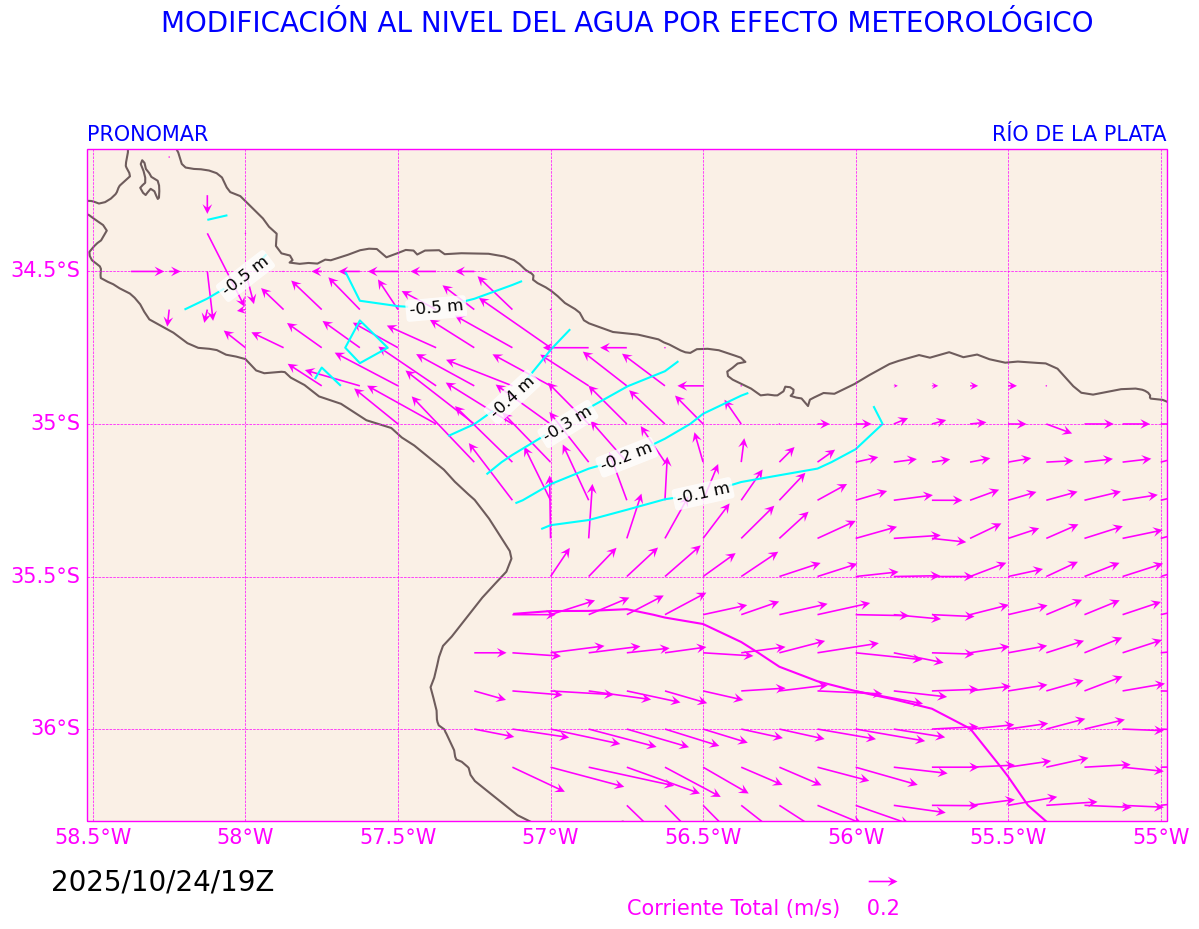 MODIFICACIÓN AL NIVEL DEL AGUA POR EFECTO METEOROLÓGICO
PRONOMAR RÍO DE LA PLATA
34.5°S
-0.5 m
-0.5 m
-0.4 m
35°S
-0.3 m
-0.2 m
-0.1 m
35.5°S
36°S
58.5°W 58°W 57.5°W 57°W 56.5°W 56°W 55.5°W 55°W
2025/10/24/19Z
Corriente Total (m/s) 0.2